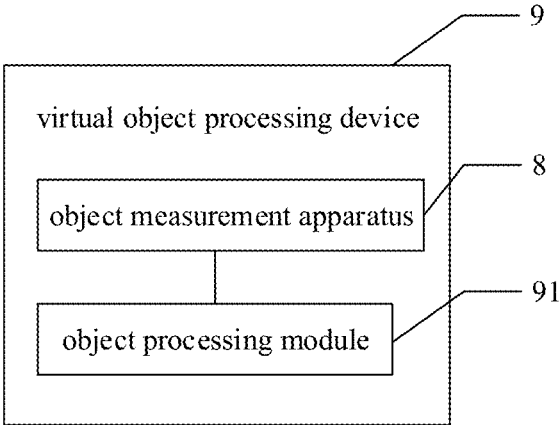 9
virtual object processing device
8
object measurement apparatus
91
object processing module